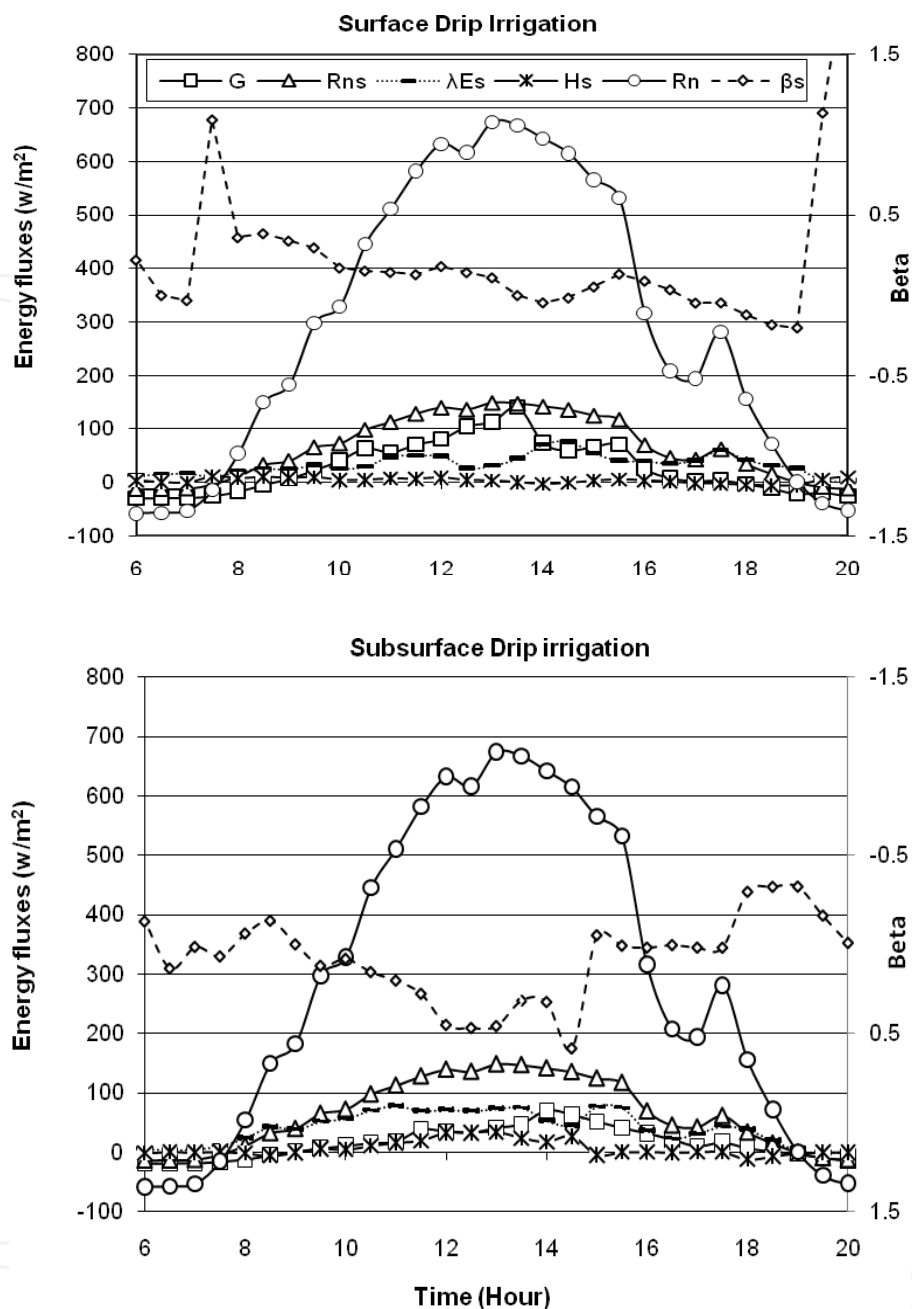 Surface Drip Irrigation
G Rns λEs Hs Rn βs
Energy fluxes (w/m²)
800
700
600
500
400
300
200
100
0
-100
1.5
0.5
-0.5
-1.5
Beta
6 8 10 12 14 16 18 20
Subsurface Drip irrigation
Energy fluxes (w/m²)
800
700
600
500
400
300
200
100
0
-100
-1.5
-0.5
0.5
1.5
Beta
6 8 10 12 14 16 18 20
Time (Hour)